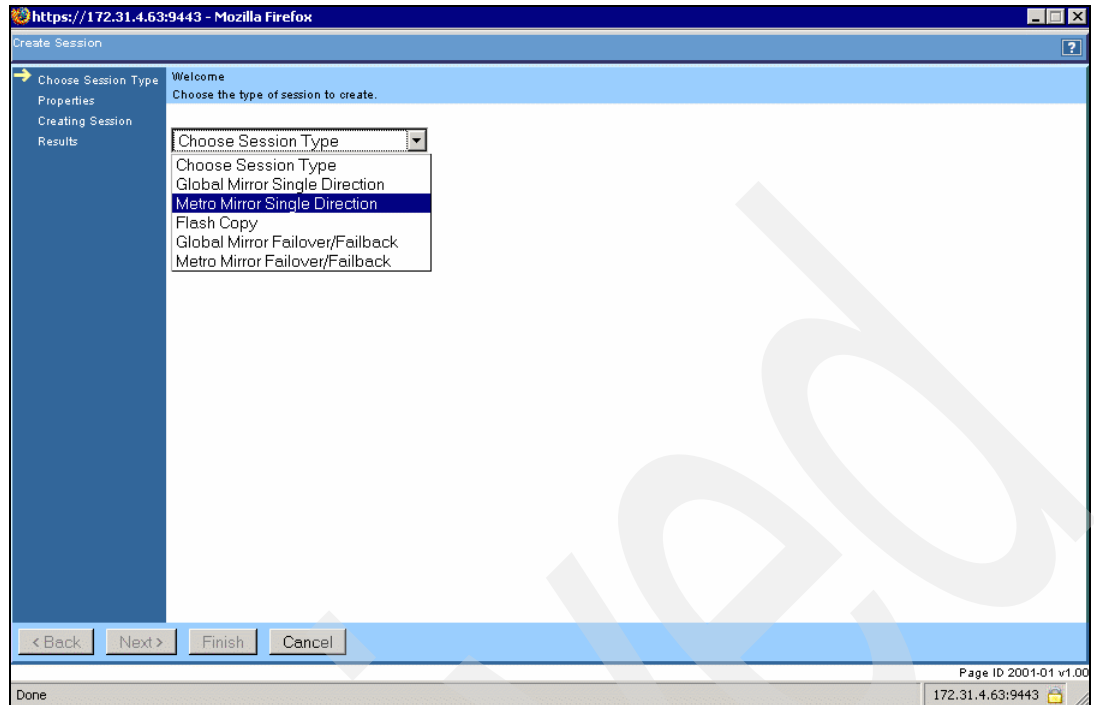 https://172.31.4.63:9443 - Mozilla Firefox
Create Session
?
Choose Session Type
Properties
Creating Session
Results
Welcome
Choose the type of session to create.
Choose Session Type
Choose Session Type
Global Mirror Single Direction
Metro Mirror Single Direction
Flash Copy
Global Mirror Failover/Failback
Metro Mirror Failover/Failback
< Back
Next >
Finish
Cancel
Page ID 2001-01 v1.00
Done
172.31.4.63:9443